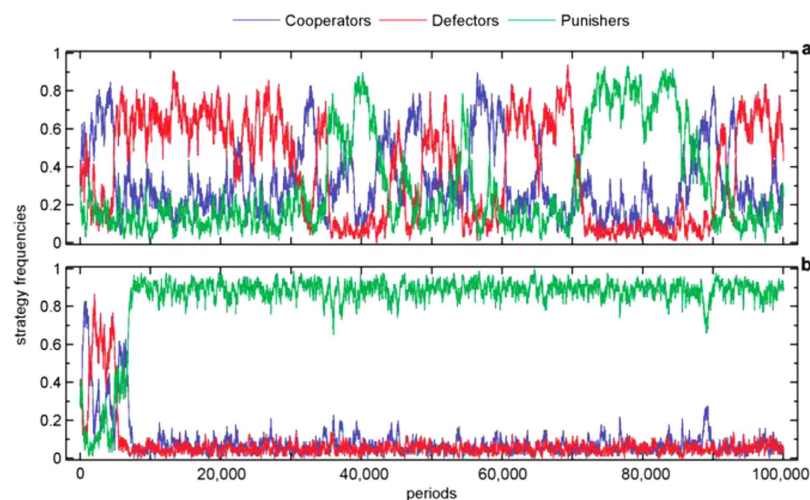 Cooperators Defectors Punishers
a
1
0.8
0.6
0.4
0.2
0
b
1
0.8
0.6
0.4
0.2
0
strategy frequencies
0 20,000 40,000 60,000 80,000 100,000
periods